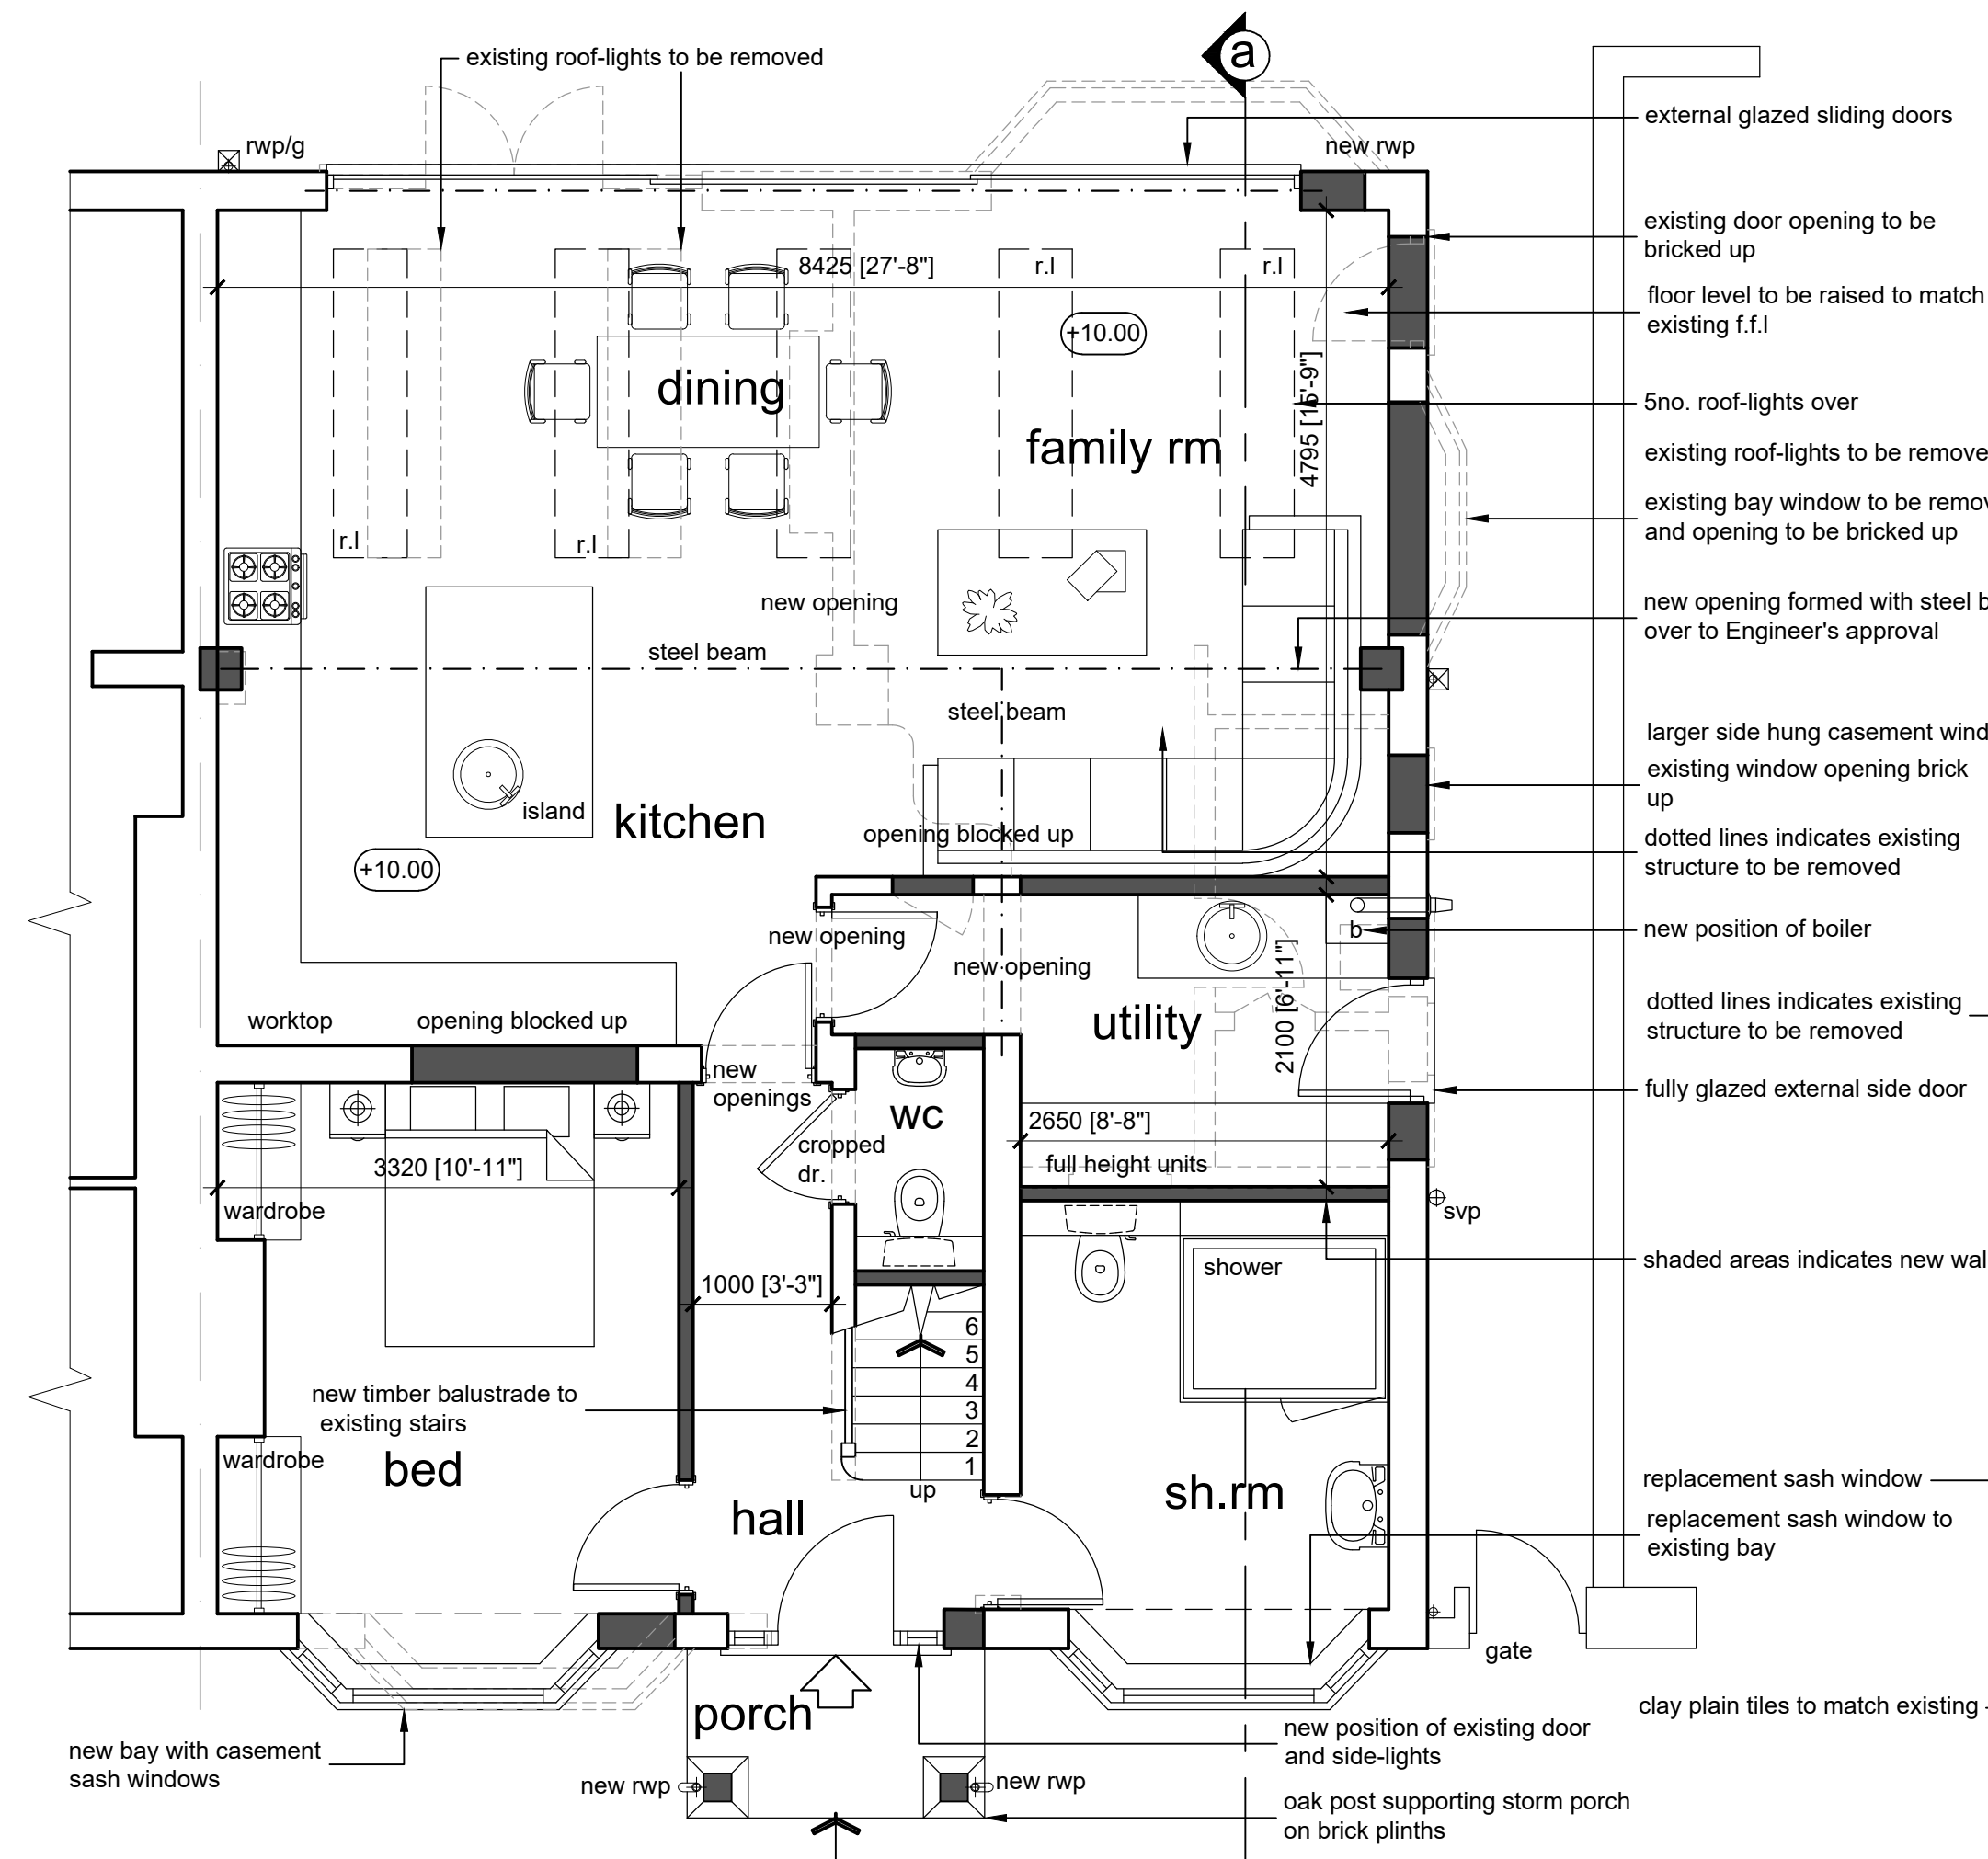 existing roof-lights to be removed
a
external glazed sliding doors
rwp/g
new rwp
existing door opening to be
bricked up
8425 [27'-8"]
r.l
r.l
floor level to be raised to match
existing f.f.l
+10.00
dining
family rm
4795 [15'-9"]
5no. roof-lights over
existing roof-lights to be remove
existing bay window to be remov
and opening to be bricked up
r.l
r.l
new opening
new opening formed with steel b
over to Engineer's approval
steel beam
steel beam
larger side hung casement wind
existing window opening brick
up
island
kitchen
opening blocked up
dotted lines indicates existing
structure to be removed
+10.00
new opening
new opening
b
new position of boiler
worktop
opening blocked up
utility
2100 [6'-11"]
dotted lines indicates existing
structure to be removed
new
openings
wc
fully glazed external side door
cropped
dr.
2650 [8'-8"]
full height units
3320 [10'-11"]
wardrobe
svp
shower
shaded areas indicates new wal
1000 [3'-3"]
6
5
4
3
2
1
up
new timber balustrade to
existing stairs
wardrobe
bed
hall
sh.rm
replacement sash window
replacement sash window to
existing bay
gate
porch
clay plain tiles to match existing
new bay with casement
sash windows
new position of existing door
and side-lights
new rwp
new rwp
oak post supporting storm porch
on brick plinths